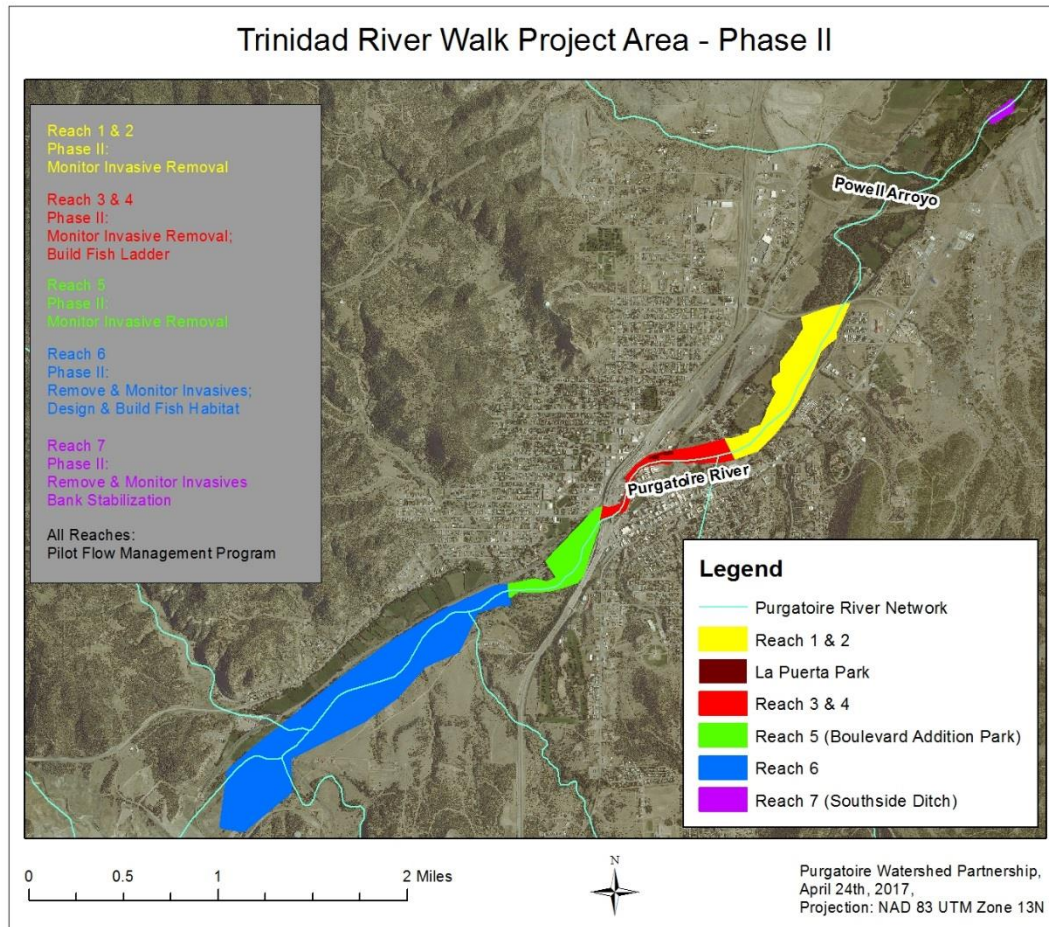 Trinidad River Walk Project Area - Phase II
Reach 1 & 2
Phase II:
Monitor Invasive Removal
Reach 3 & 4
Phase II:
Monitor Invasive Removal;
Build Fish Ladder
Reach 5
Phase II:
Monitor Invasive Removal
Reach 6
Phase II:
Remove & Monitor Invasives;
Design & Build Fish Habitat
Reach 7
Phase II:
Remove & Monitor Invasives
Bank Stabilization
All Reaches:
Pilot Flow Management Program
Powell Arroyo
Purgatoire River
Legend
Purgatoire River Network
Reach 1 & 2
La Puerta Park
Reach 3 & 4
Reach 5 (Boulevard Addition Park)
Reach 6
Reach 7 (Southside Ditch)
0 0.5 1 2 Miles
N
Purgatoire Watershed Partnership,
April 24th, 2017,
Projection: NAD 83 UTM Zone 13N